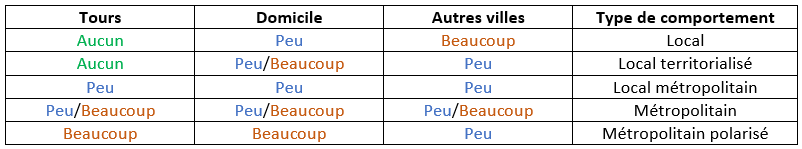 Tours Domicile Autres villes Type de comportement
Aucun Peu Beaucoup Local
Aucun Peu/Beaucoup Peu Local territorialisé
Peu Peu Peu Local métropolitain
Peu/Beaucoup Peu/Beaucoup Peu/Beaucoup Métropolitain
Beaucoup Beaucoup Peu Métropolitain polarisé